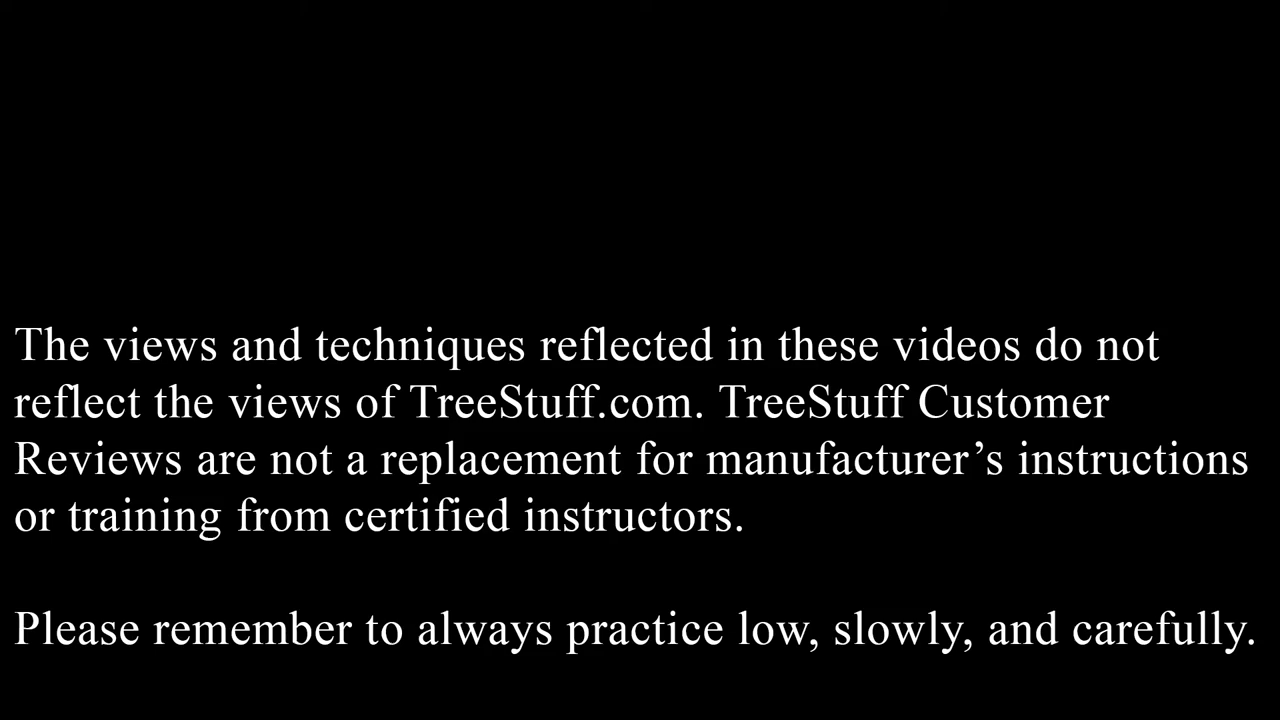 The views and techniques reflected in these videos do not
reflect the views of TreeStuff.com. TreeStuff Customer
Reviews are not a replacement for manufacturer’s instructions
or training from certified instructors.
Please remember to always practice low, slowly, and carefully.